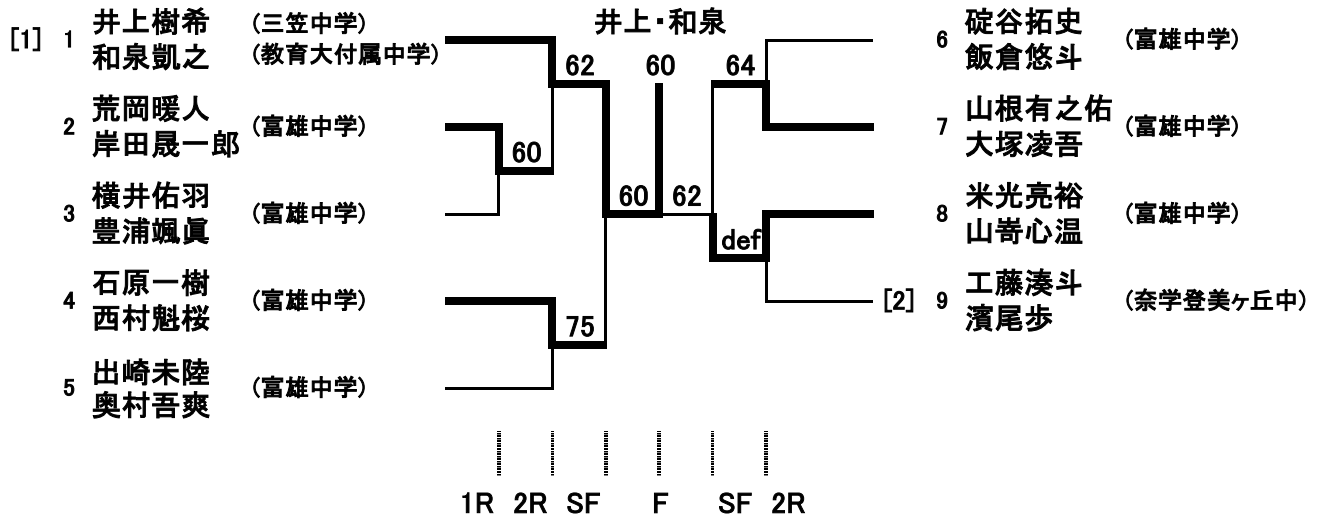 井上・和泉
[1] 1 井上樹希 (三笠中学)
和泉凱之 (教育大付属中学)
2 荒岡暖人 (富雄中学)
岸田晟一郎
3 横井佑羽 (富雄中学)
豊浦颯眞
4 石原一樹 (富雄中学)
西村魁桜
5 出崎未陸 (富雄中学)
奥村吾爽
62
60
60
60
75
62
64
def
6 碇谷拓史 (富雄中学)
飯倉悠斗
7 山根有之佑 (富雄中学)
大塚凌吾
8 米光亮裕 (富雄中学)
山嵜心温
[2] 9 工藤湊斗 (奈学登美ヶ丘中)
濱尾歩
1R 2R SF F SF 2R